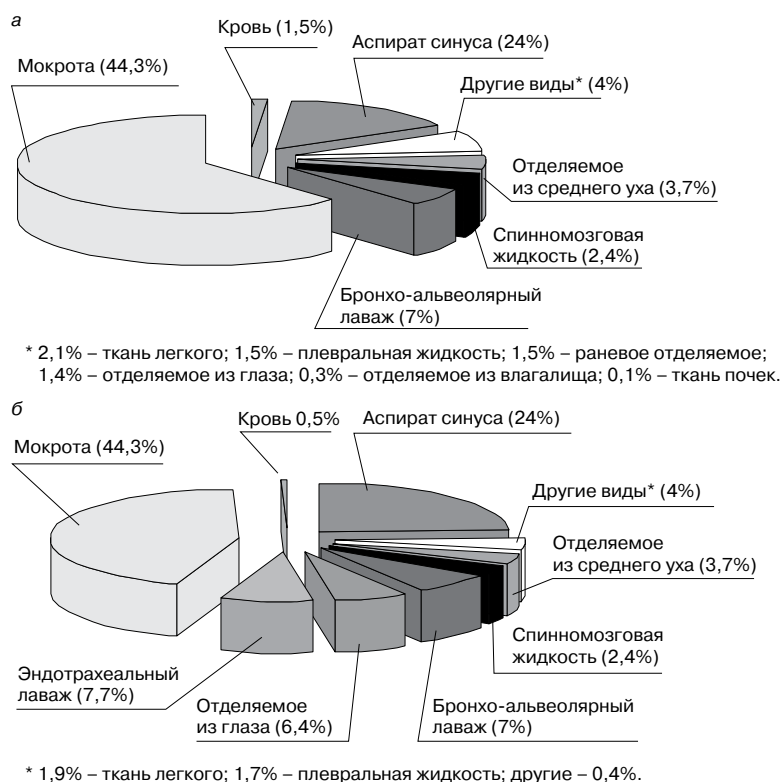 а
Кровь (1,5%)
Аспират синуса (24%)
Мокрота (44,3%)
Другие виды* (4%)
Отделяемое
из среднего уха (3,7%)
Спинномозговая
жидкость (2,4%)
Бронхо-альвеолярный
лаваж (7%)
* 2,1% – ткань легкого; 1,5% – плевральная жидкость; 1,5% – раневое отделяемое;
1,4% – отделяемое из глаза; 0,3% – отделяемое из влагалища; 0,1% – ткань почек.
б
Кровь 0,5%
Аспират синуса (24%)
Мокрота (44,3%)
Другие виды* (4%)
Отделяемое
из среднего уха (3,7%)
Спинномозговая
жидкость (2,4%)
Эндотрахеальный
лаваж (7,7%)
Отделяемое
из глаза (6,4%)
Бронхо-альвеолярный
лаваж (7%)
* 1,9% – ткань легкого; 1,7% – плевральная жидкость; другие – 0,4%.